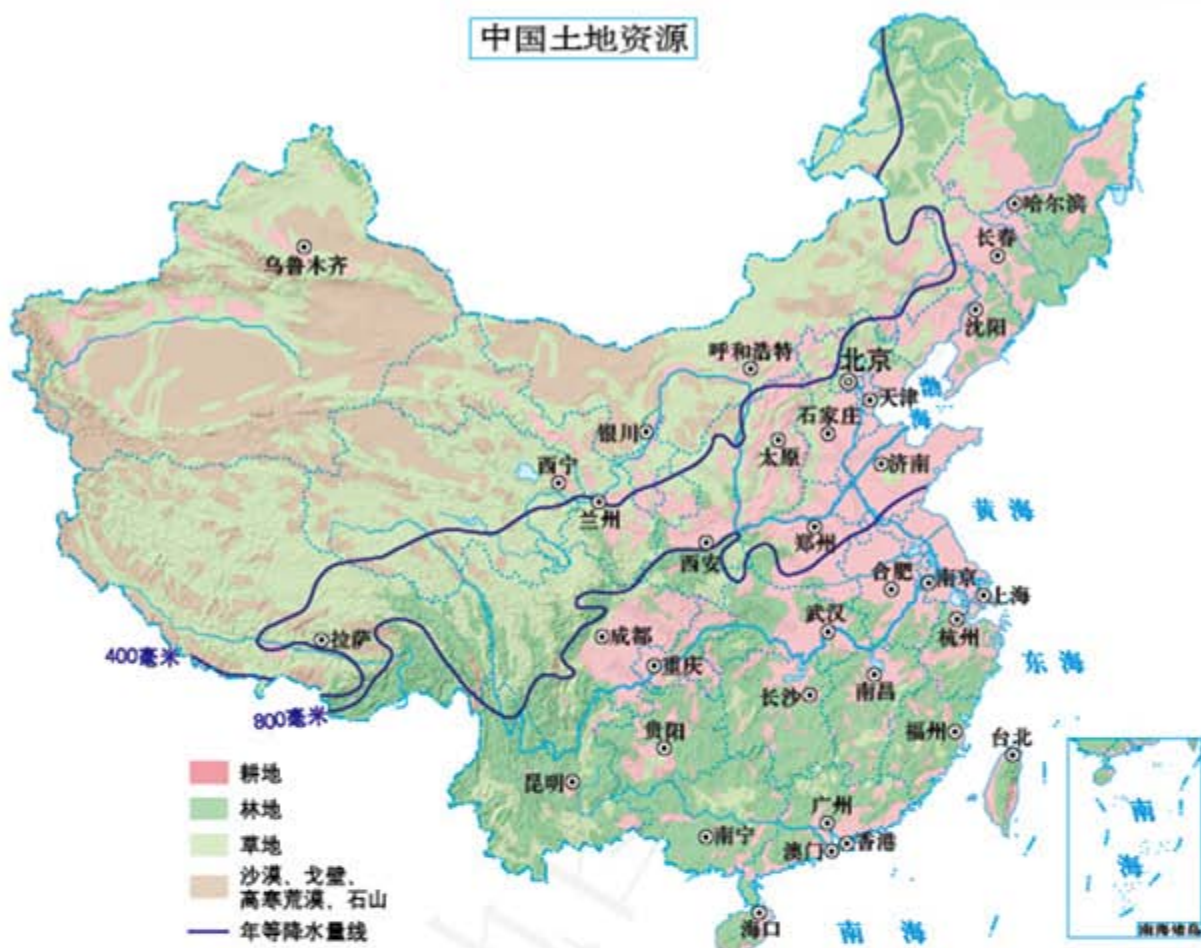 中国土地资源
哈尔滨
长春
乌鲁木齐
沈阳
呼和浩特
北京
渤海
天津
银川
石家庄
太原
西宁
济南
兰州
黄海
郑州
西安
合肥
南京
上海
武汉
成都
杭州
拉萨
400毫米
东海
重庆
长沙
南昌
800毫米
贵阳
福州
台北
耕地
昆明
林地
广州
南海
南宁
香港
澳门
草地
沙漠、戈壁、
高寒荒漠、石山
年等降水量线
海口
南海
南海诸岛